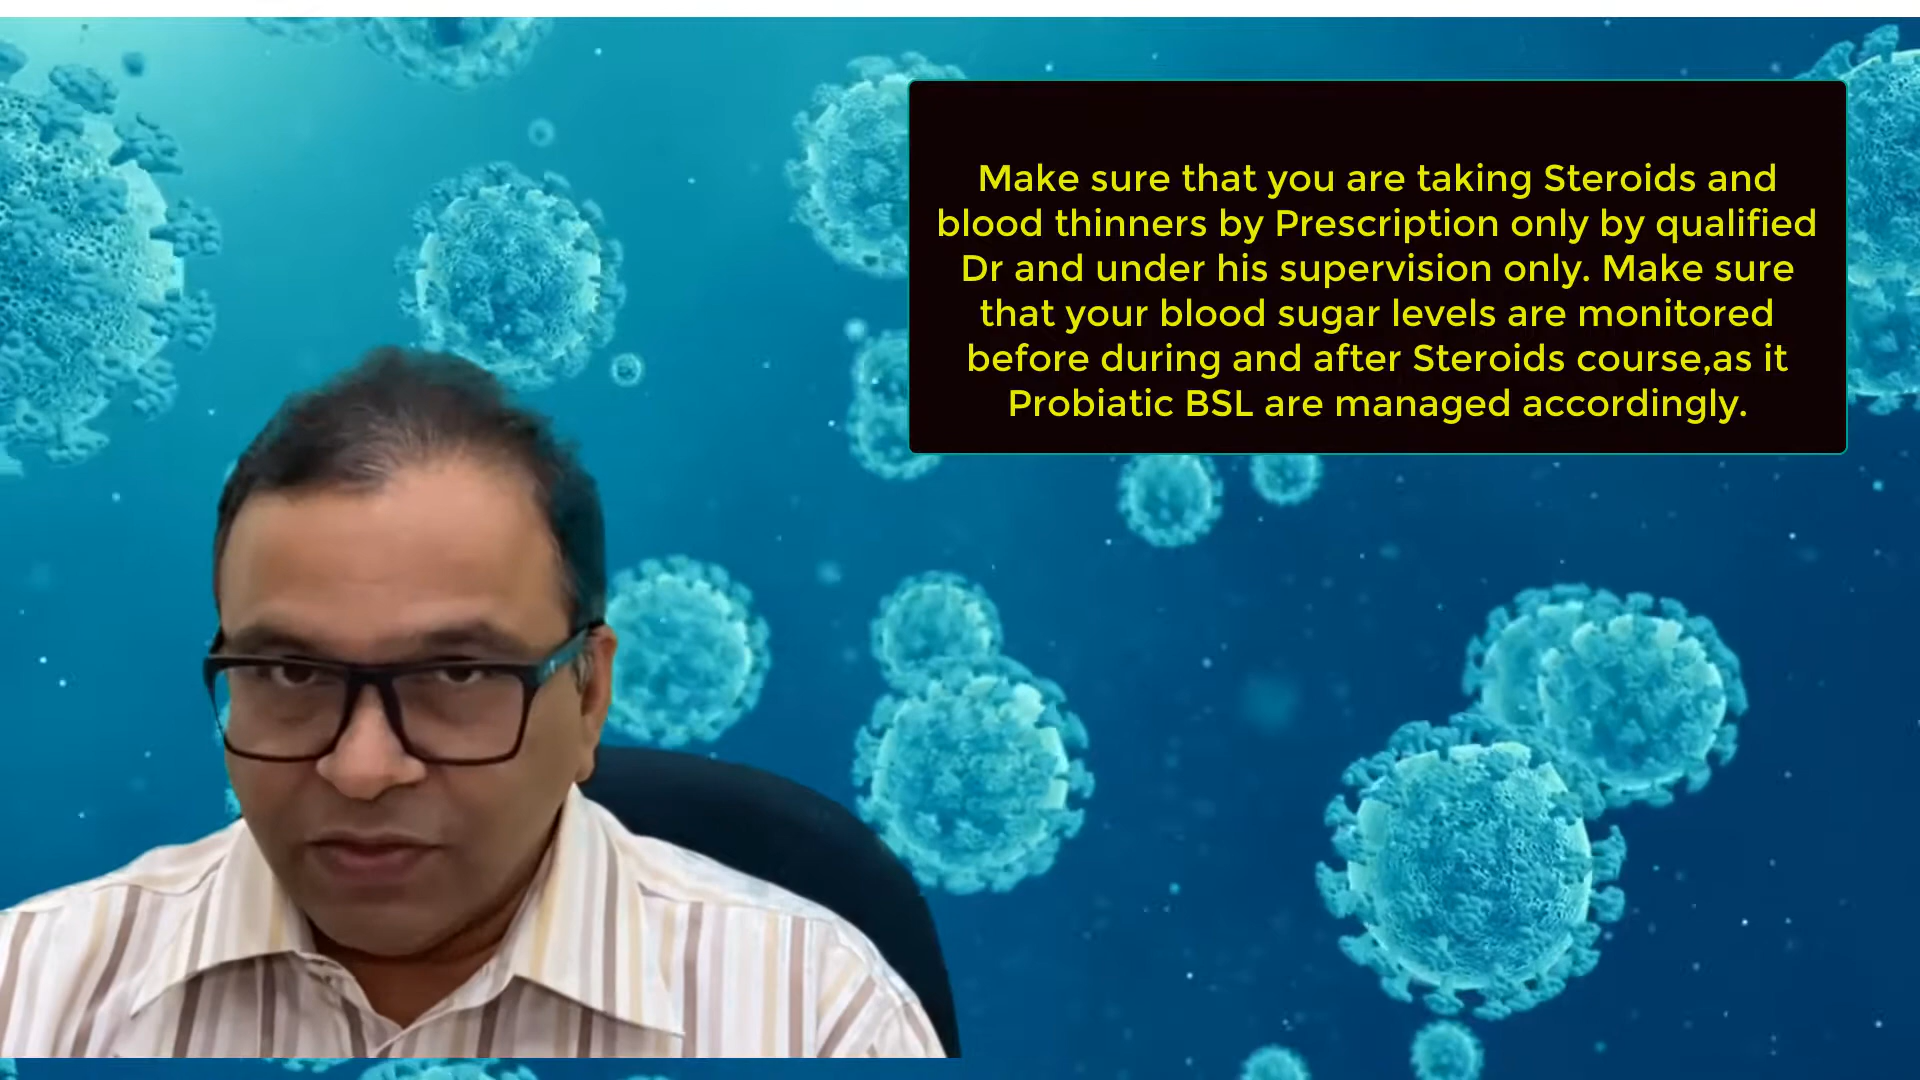 Make sure that you are taking Steroids and
blood thinners by Prescription only by qualified
Dr and under his supervision only. Make sure
that your blood sugar levels are monitored
before during and after Steroids course,as it
Probiatic BSL are managed accordingly.